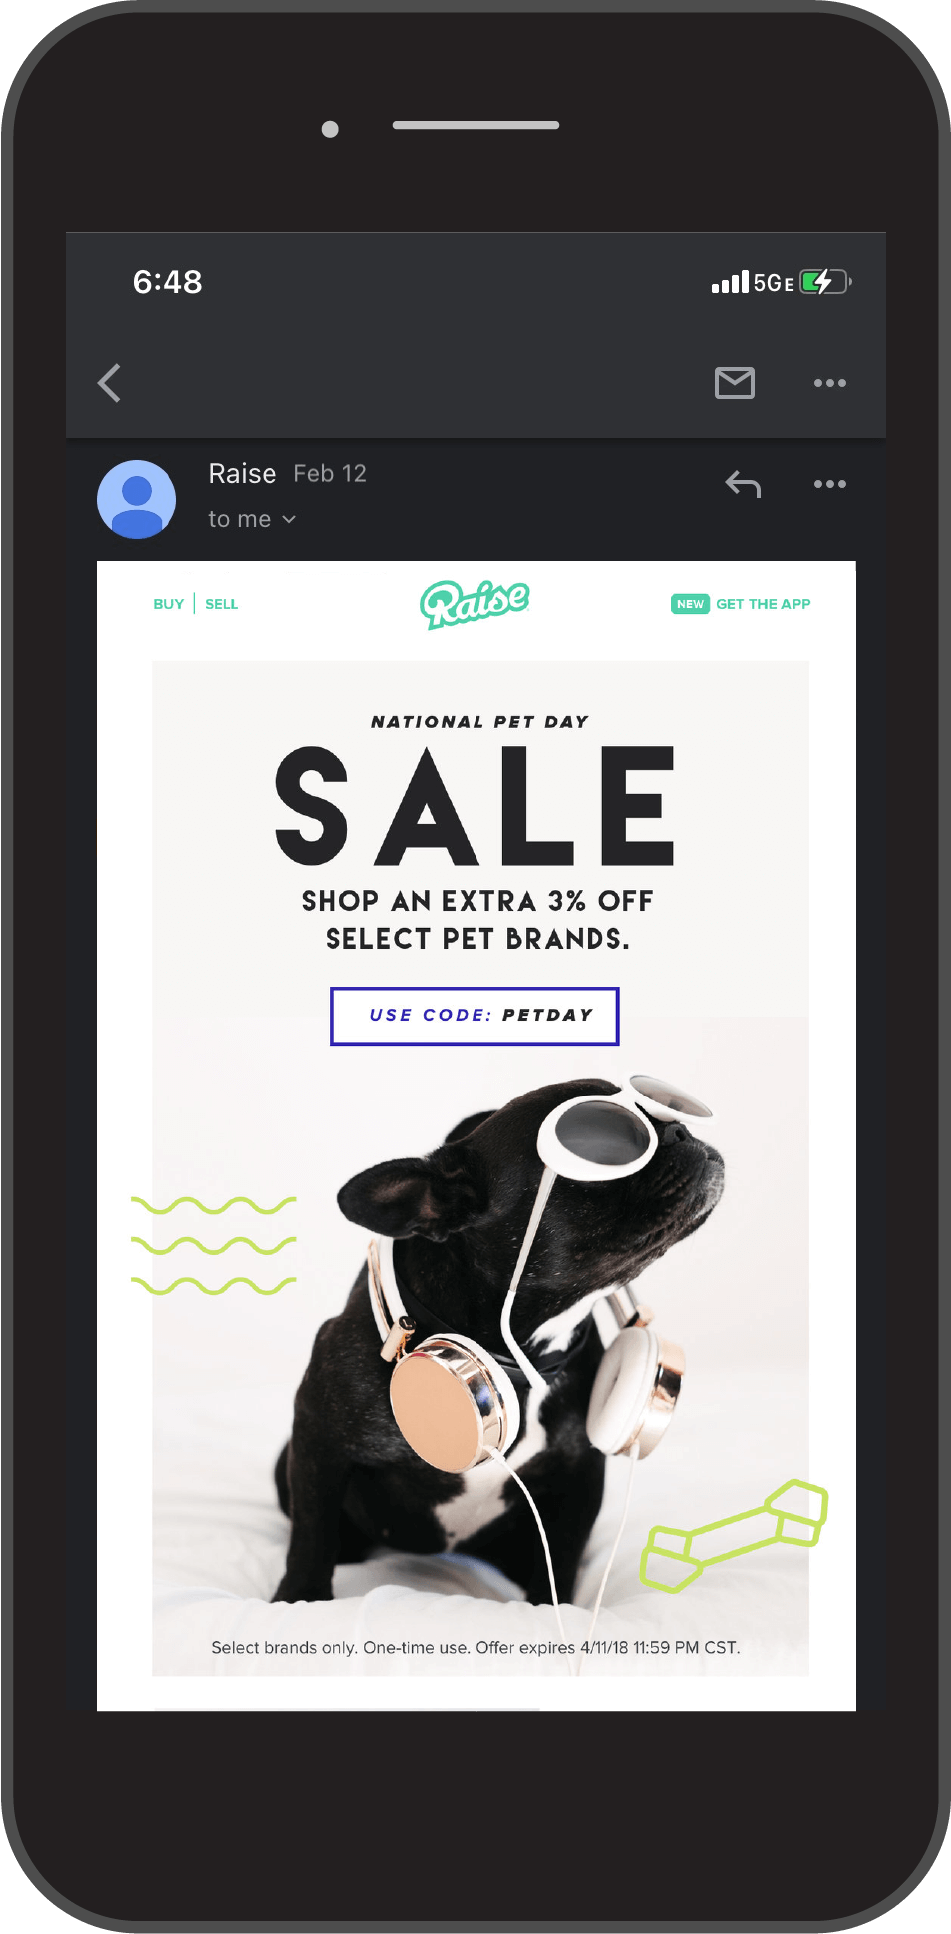 6:48 5GE
Raise Feb 12
to me
BUY | SELL Raise NEW GET THE APP
NATIONAL PET DAY
SALE
SHOP AN EXTRA 3% OFF
SELECT PET BRANDS.
USE CODE: PETDAY
Select brands only. One-time use. Offer expires 4/11/18 11:59 PM CST.